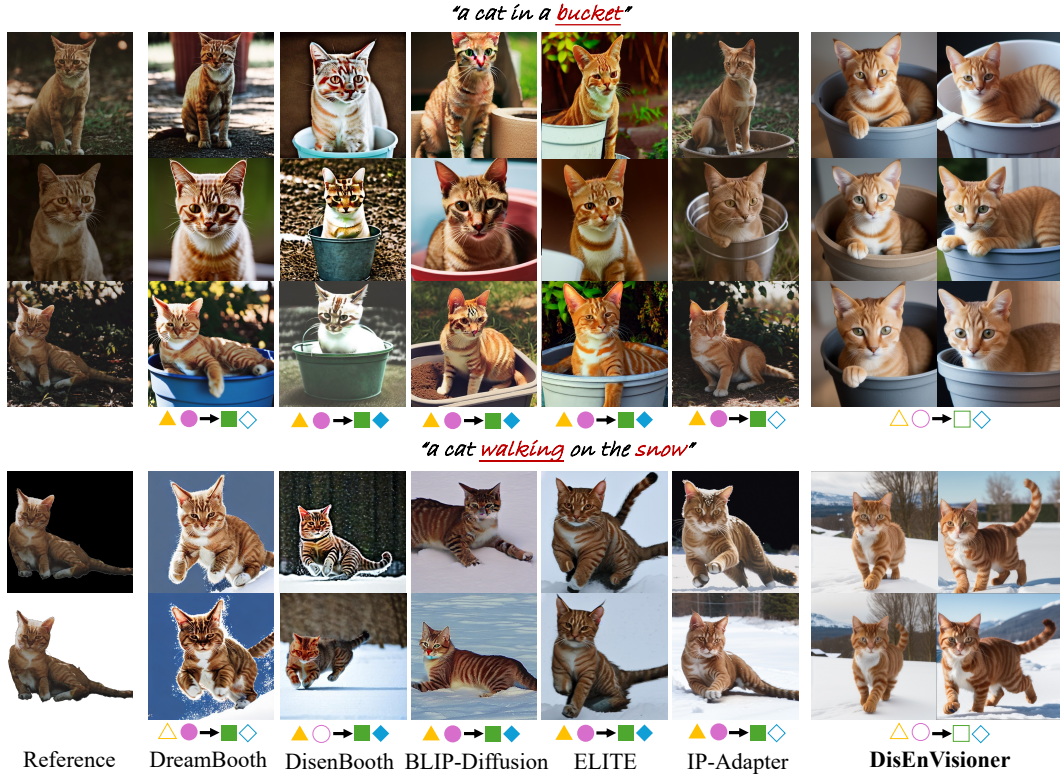 "a cat in a bucket"
"a cat walking on the snow"
Reference DreamBooth DisenBooth BLIP-Diffusion ELITE IP-Adapter DisEnVisioner